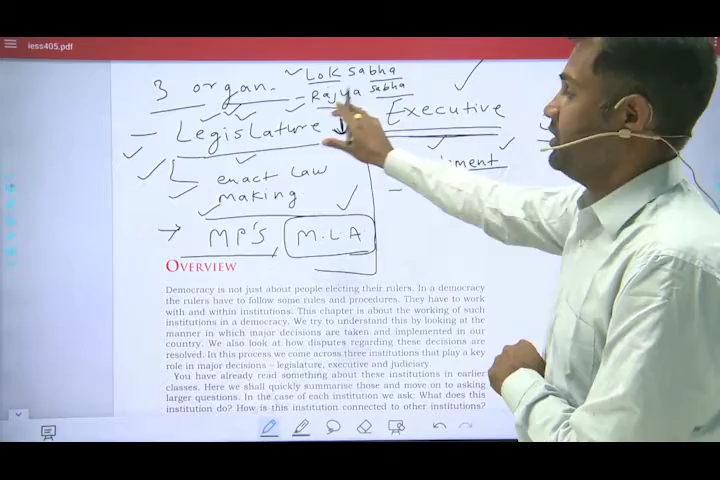 iess405.pdf
3 organ.
Lok sabha
Rajya sabha
Executive
Legislature
enact Law
making
MP'S M.L.A
OVERVIEW
Democracy is not just about people electing their rulers. In a democracy
the rulers have to follow some rules and procedures. They have to work
with and within institutions. This chapter is about the working of such
institutions in a democracy. We try to understand this by looking at the
manner in which major decisions are taken and implemented in our
country. We also look at how disputes regarding these decisions are
resolved. In this process we come across three institutions that play a key
role in major decisions – legislature, executive and judiciary.
You have already read something about these institutions in earlier
classes. Here we shall quickly summarise those and move on to asking
larger questions. In the case of each institution we ask: What does this
institution do? How is this institution connected to other institutions?